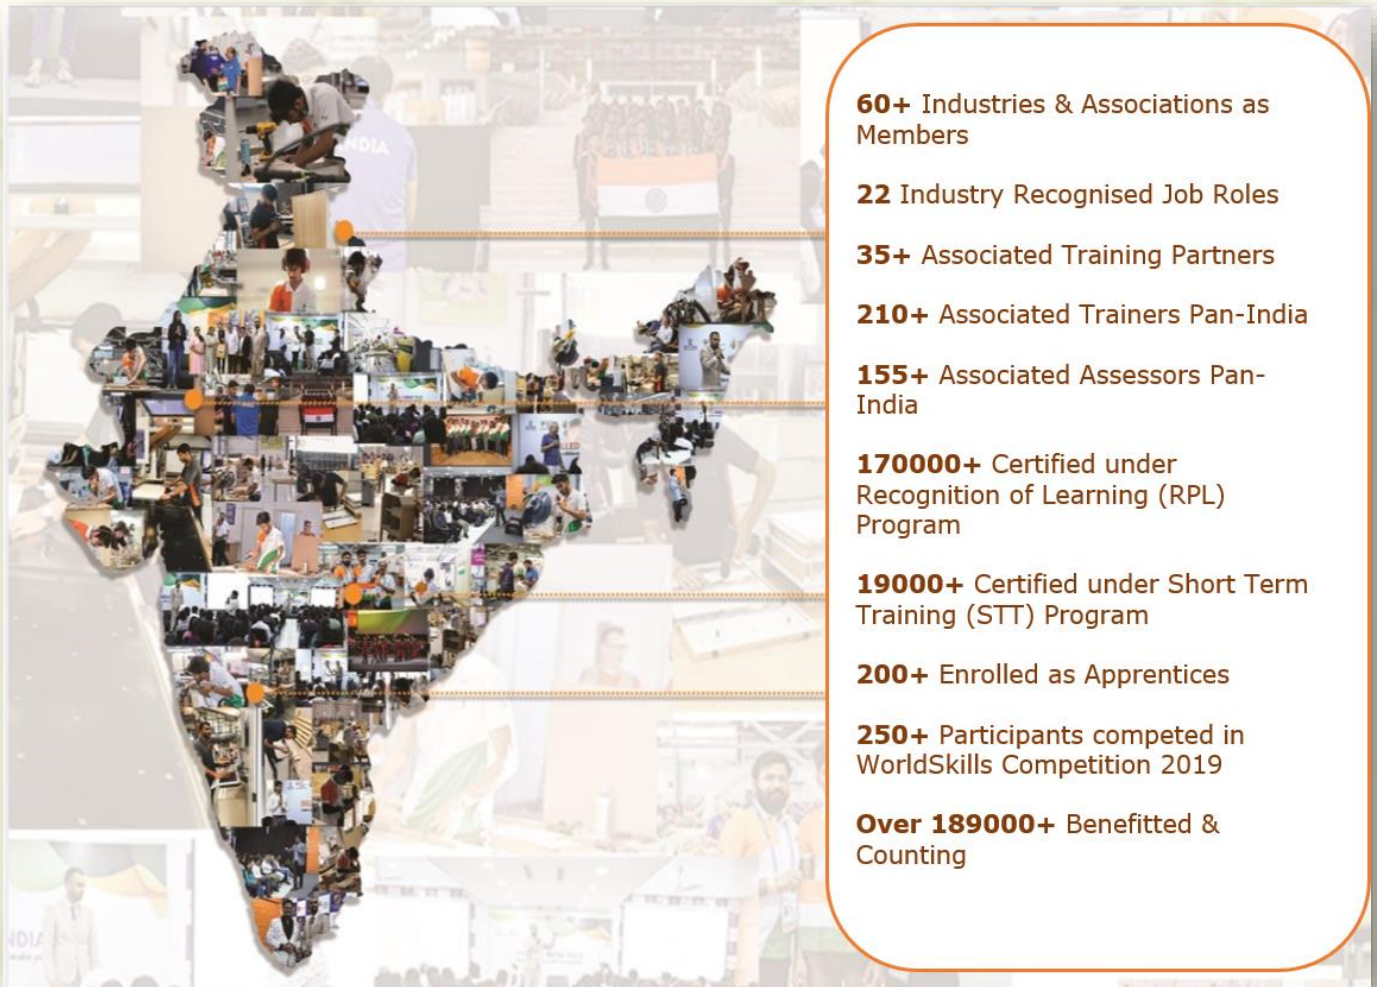 60+ Industries & Associations as
Members
22 Industry Recognised Job Roles
35+ Associated Training Partners
210+ Associated Trainers Pan-India
155+ Associated Assessors Pan-
India
170000+ Certified under
Recognition of Learning (RPL)
Program
19000+ Certified under Short Term
Training (STT) Program
200+ Enrolled as Apprentices
250+ Participants competed in
WorldSkills Competition 2019
Over 189000+ Benefitted &
Counting
INDIA